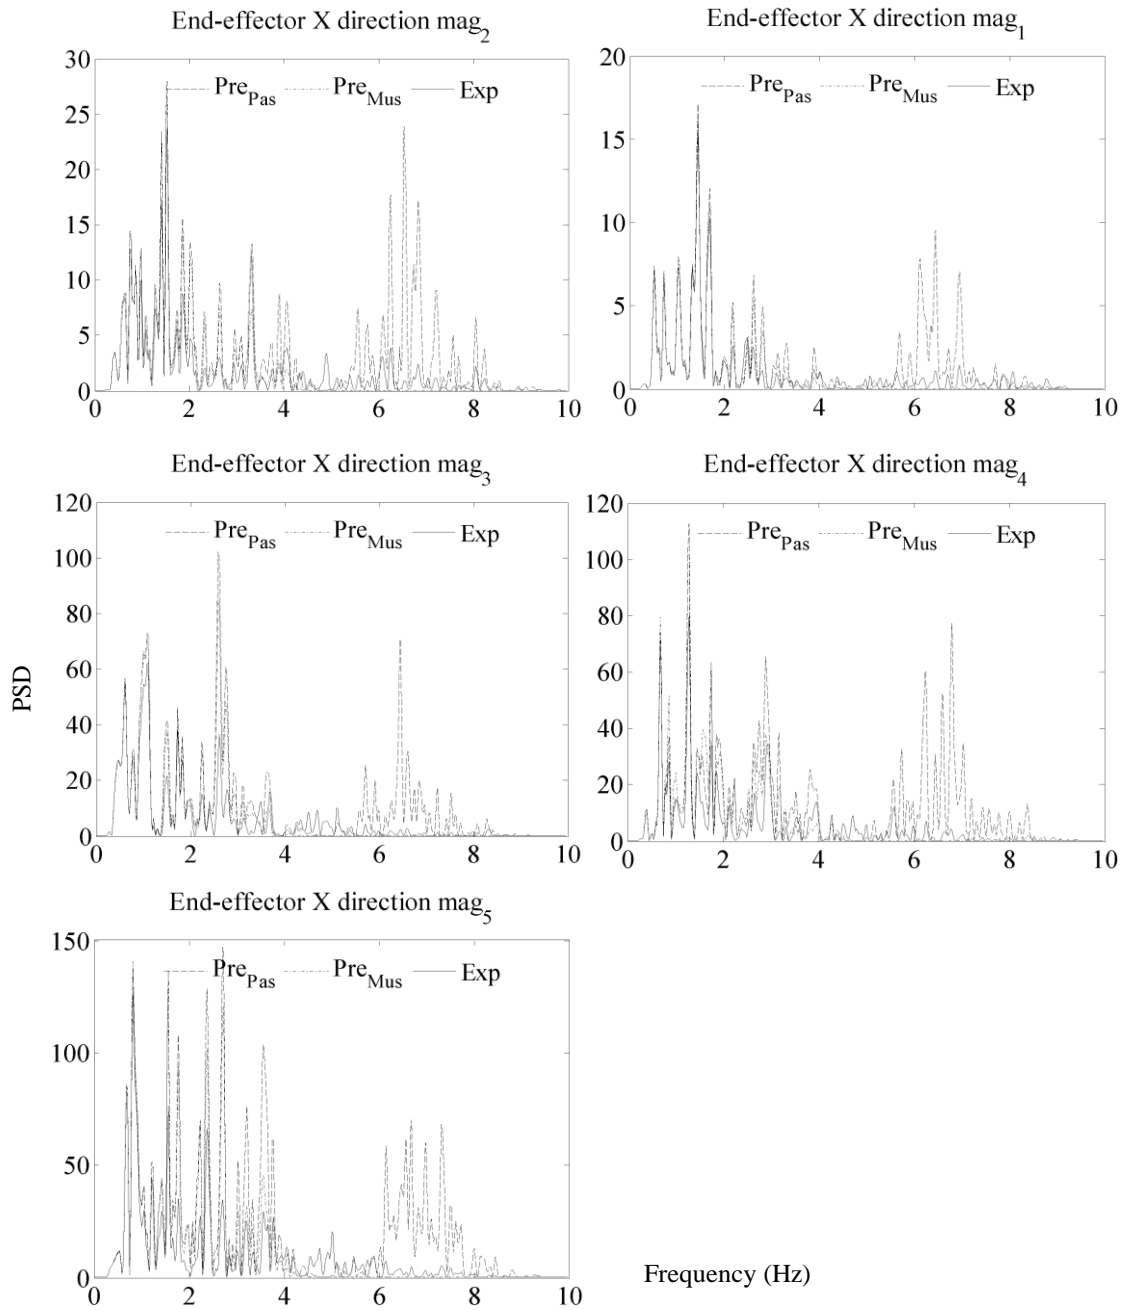 End-effector X direction mag2
End-effector X direction mag1
30
25
20
15
10
5
0
PrePas PreMus Exp
0 2 4 6 8 10
20
15
10
5
0
PrePas PreMus Exp
0 2 4 6 8 10
End-effector X direction mag3
End-effector X direction mag4
PSD
120
100
80
60
40
20
0
PrePas PreMus Exp
0 2 4 6 8 10
120
100
80
60
40
20
0
PrePas PreMus Exp
0 2 4 6 8 10
End-effector X direction mag5
150
100
50
0
PrePas PreMus Exp
0 2 4 6 8 10
Frequency (Hz)